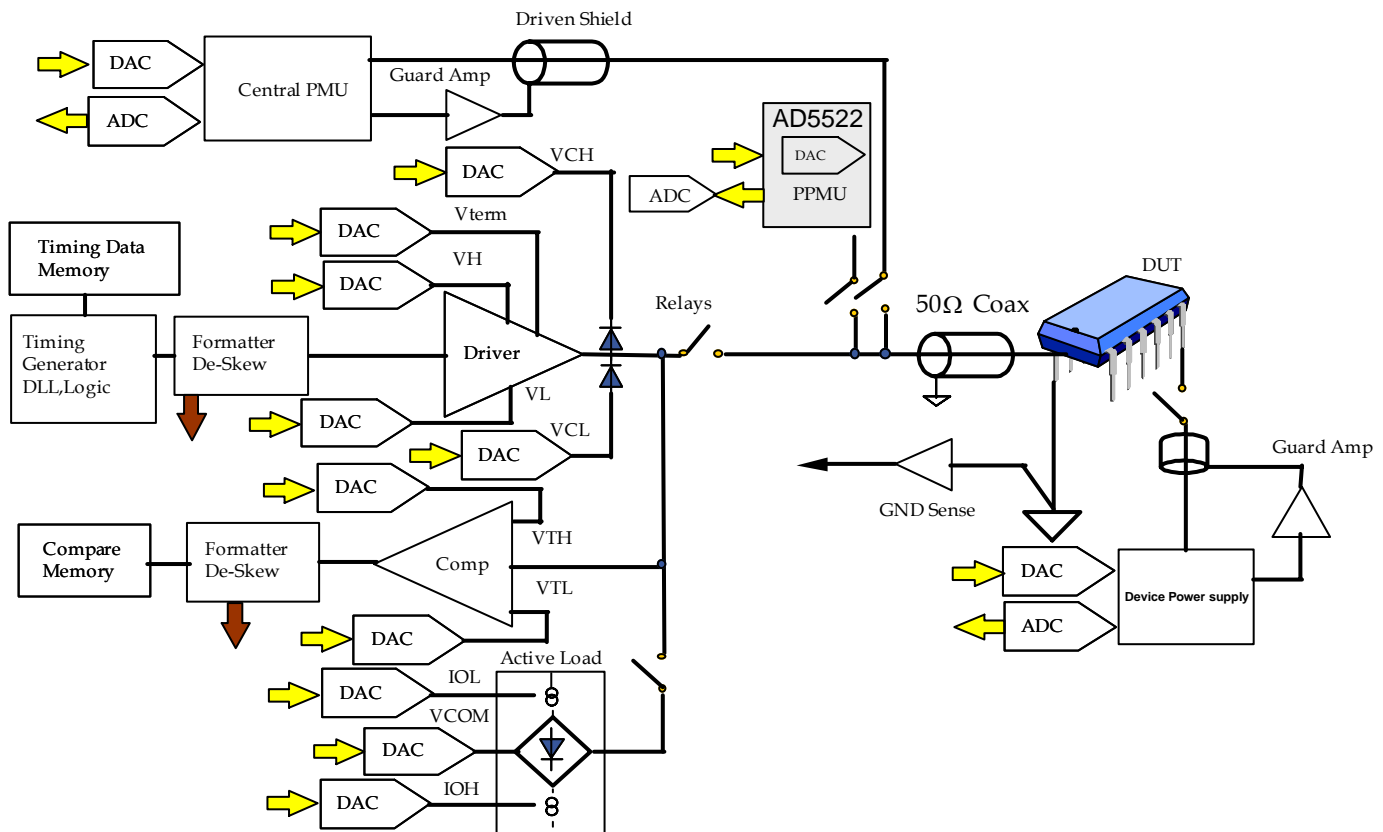 Driven Shield
DAC
Central PMU
Guard Amp
ADC
AD5522
DAC
PPMU
ADC
DAC
VCH
DAC
Vterm
DAC
VH
Timing Data
Memory
Timing
Generator
DLL,Logic
Formatter
De-Skew
Driver
VL
DAC
VCL
DAC
Relays
50Ω Coax
DUT
DAC
VTH
Compare
Memory
Formatter
De-Skew
Comp
VTL
DAC
GND Sense
Guard Amp
DAC
ADC
Device Power supply
Active Load
DAC
IOL
DAC
VCOM
DAC
IOH